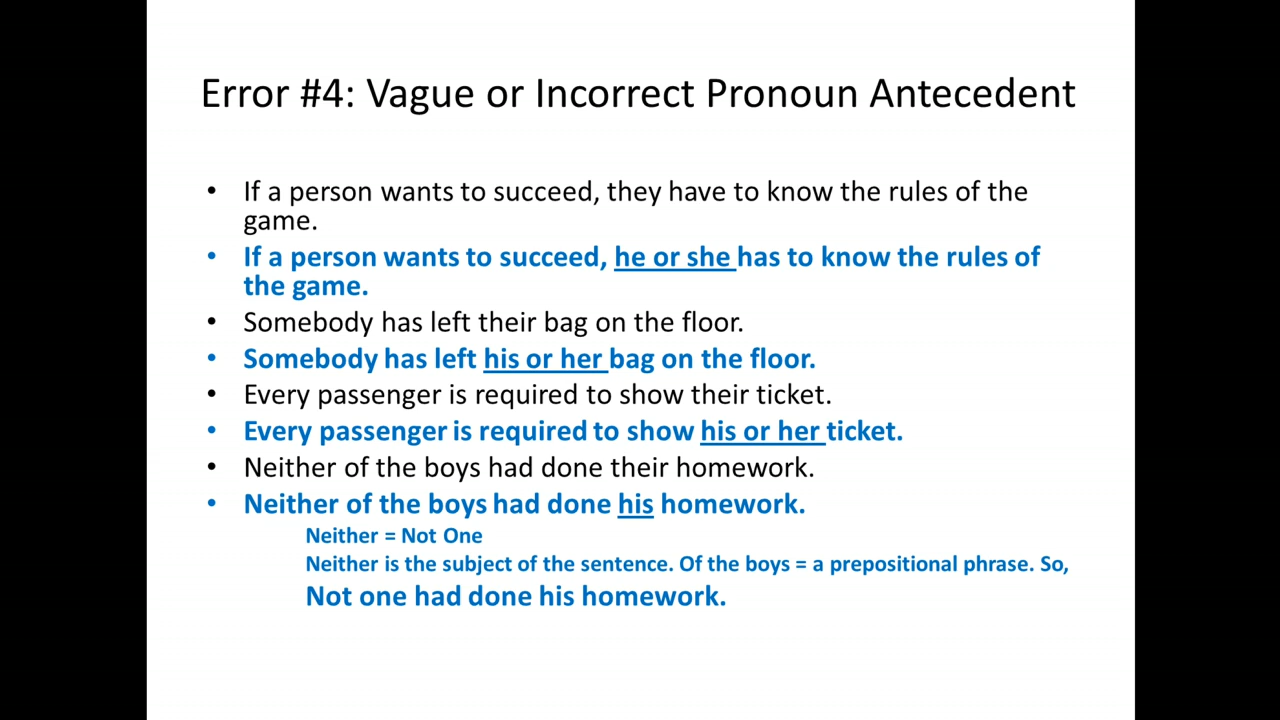 Error #4: Vague or Incorrect Pronoun Antecedent
• If a person wants to succeed, they have to know the rules of the
game.
• If a person wants to succeed, he or she has to know the rules of
the game.
• Somebody has left their bag on the floor.
• Somebody has left his or her bag on the floor.
• Every passenger is required to show their ticket.
• Every passenger is required to show his or her ticket.
• Neither of the boys had done their homework.
• Neither of the boys had done his homework.
Neither = Not One
Neither is the subject of the sentence. Of the boys = a prepositional phrase. So,
Not one had done his homework.